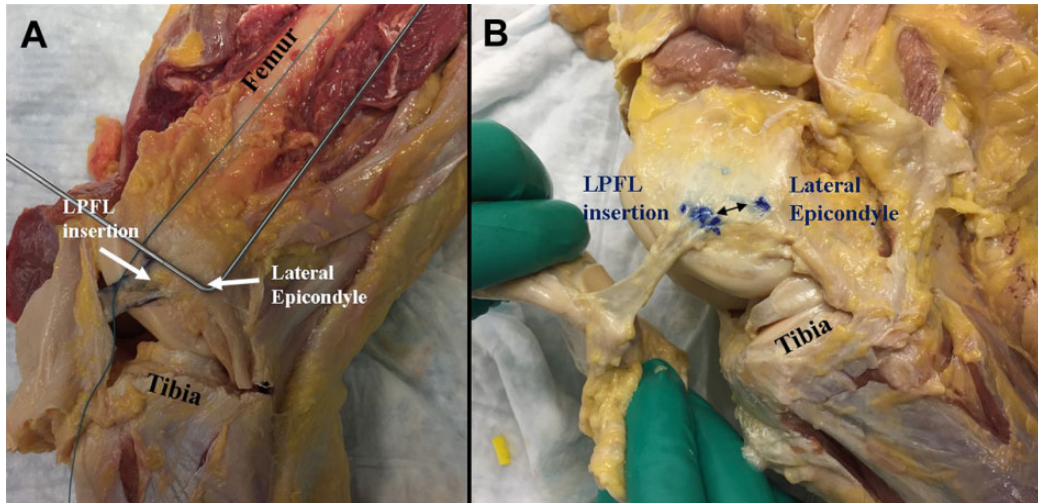 A
Femur
LPFL
insertion
Lateral
Epicondyle
Tibia
B
LPFL
insertion
Lateral
Epicondyle
Tibia